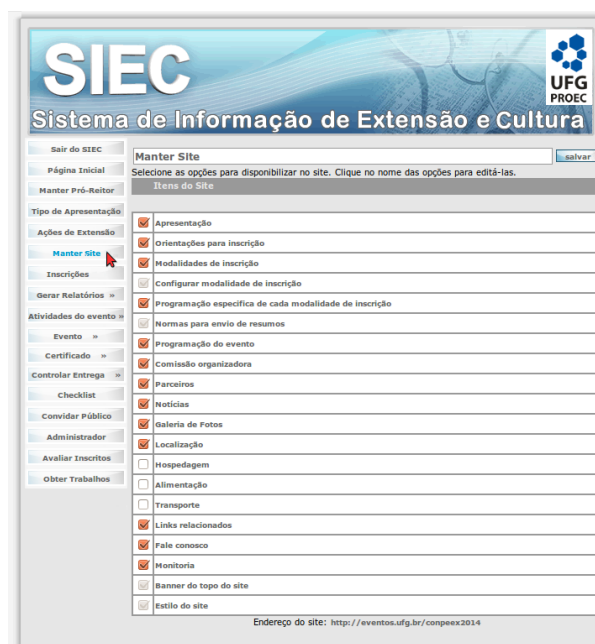 SIEC
UFG
PROEC
Sistema de Informação de Extensão e Cultura
Sair do SIEC
Página Inicial
Manter Pró-Reitor
Tipo de Apresentação
Ações de Extensão
Manter Site
Inscrições
Gerar Relatórios »
Atividades do evento »
Evento »
Certificado »
Controlar Entrega »
Checklist
Convidar Público
Administrador
Avaliar Inscritos
Obter Trabalhos
Manter Site
salvar
Selecione as opções para disponibilizar no site. Clique no nome das opções para editá-las.
Itens do Site
Apresentação
Orientações para inscrição
Modalidades de inscrição
Configurar modalidade de inscrição
Programação específica de cada modalidade de inscrição
Normas para envio de resumos
Programação do evento
Comissão organizadora
Parceiros
Notícias
Galeria de Fotos
Localização
Hospedagem
Alimentação
Transporte
Links relacionados
Fale conosco
Monitoria
Banner do topo do site
Estilo do site
Endereço do site: http://eventos.ufg.br/conpeex2014